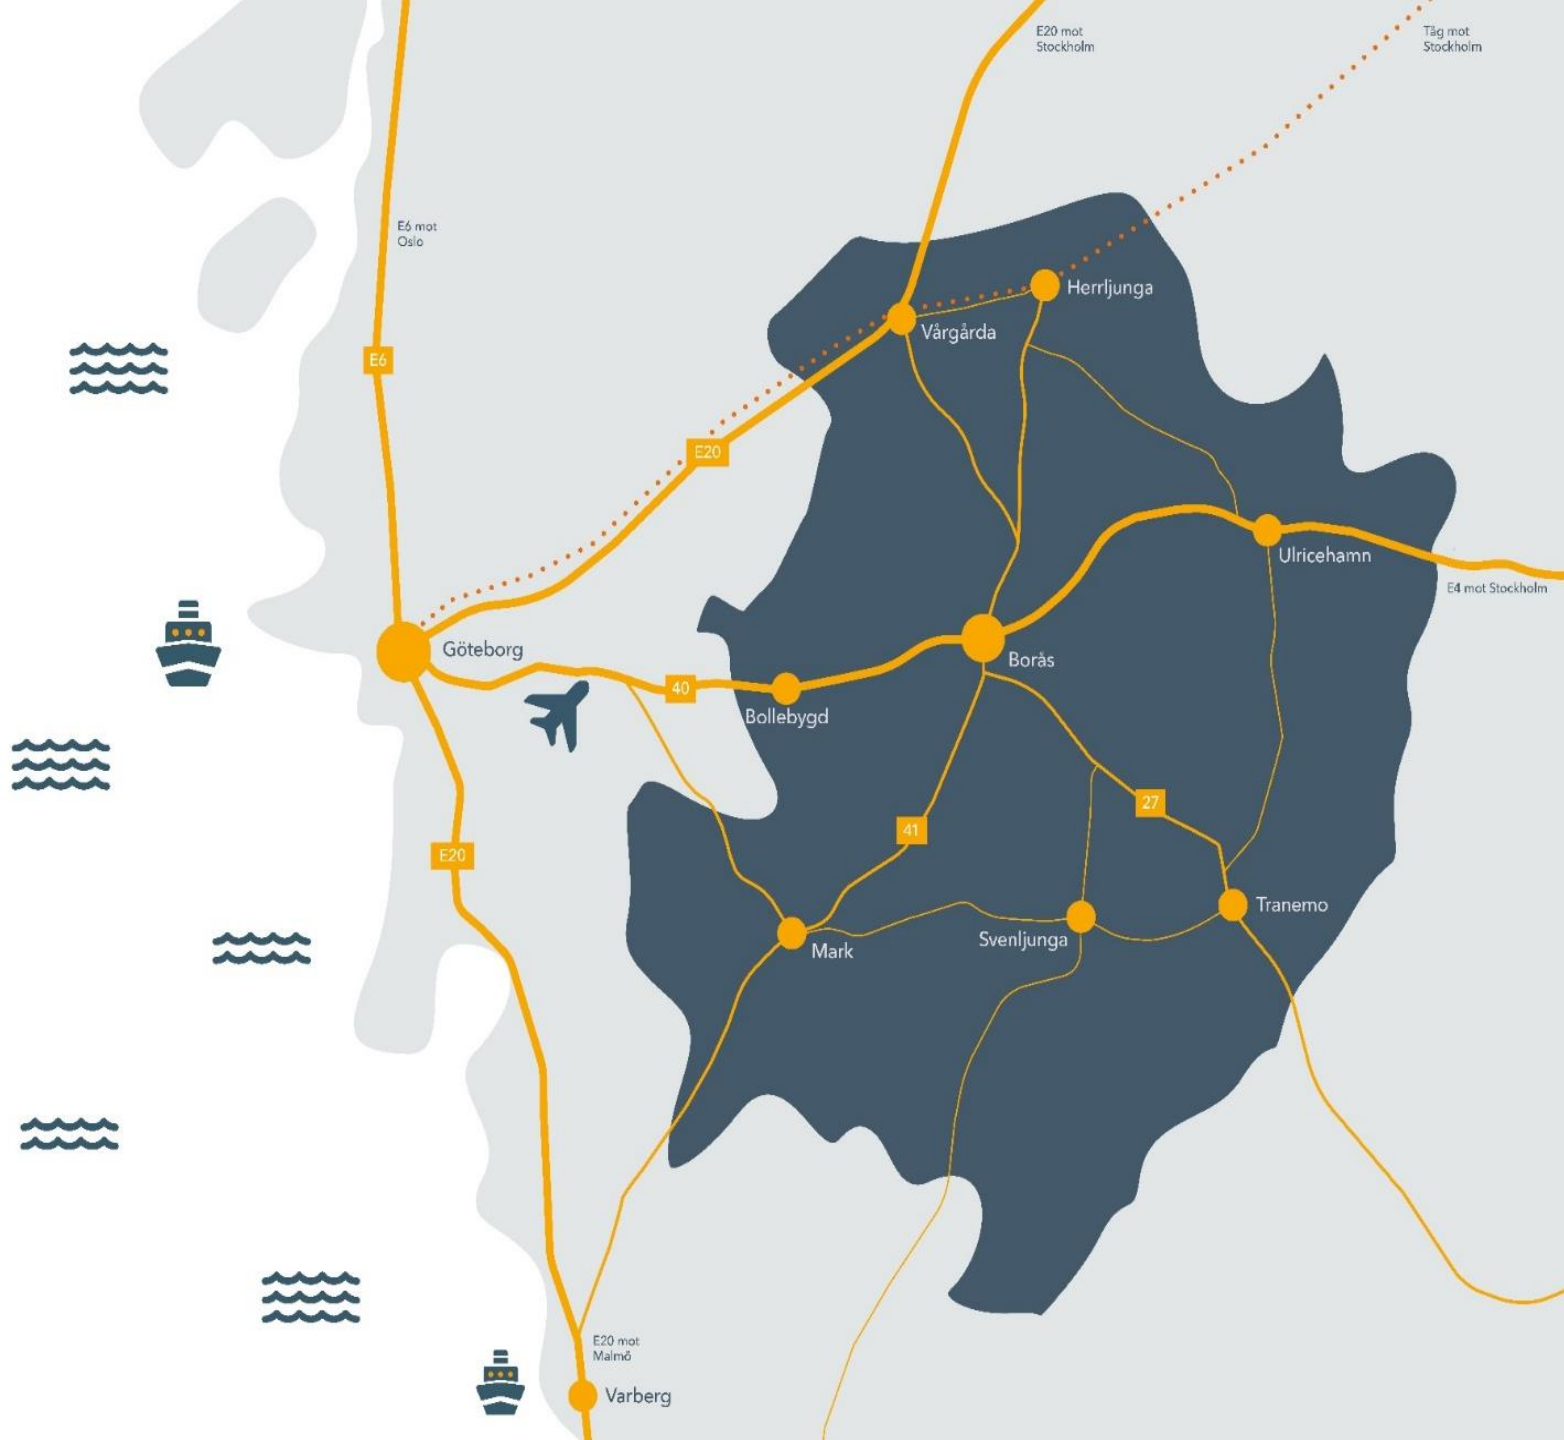 E20 mot
Stockholm
Tåg mot
Stockholm
E6 mot
Oslo
Herrljunga
Vårgårda
E6
E20
Ulricehamn
E4 mot Stockholm
Göteborg
Borås
40
Bollebygd
27
41
E20
Tranemo
Svenljunga
Mark
E20 mot
Malmö
Varberg